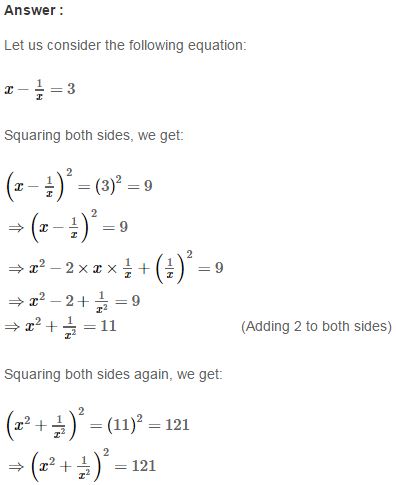 Answer :
Let us consider the following equation:
x − 1/x = 3
Squaring both sides, we get:
(x − 1/x)² = (3)² = 9
⇒ (x − 1/x)² = 9
⇒ x² − 2 × x × 1/x + (1/x)² = 9
⇒ x² − 2 + 1/x² = 9
⇒ x² + 1/x² = 11 (Adding 2 to both sides)
Squaring both sides again, we get:
(x² + 1/x²)² = (11)² = 121
⇒ (x² + 1/x²)² = 121